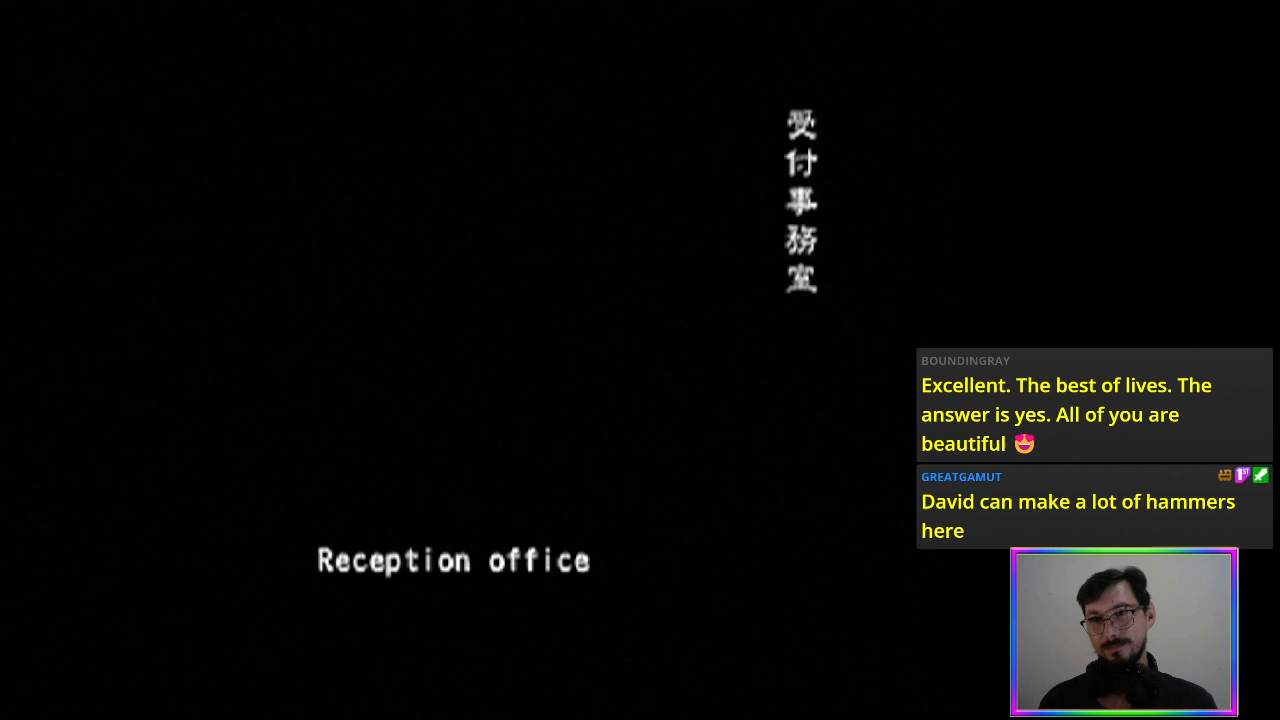 受付事務室
Reception office
BOUNDINGRAY
Excellent. The best of lives. The
answer is yes. All of you are
beautiful 😍
GREATGAMUT
1ST
David can make a lot of hammers
here